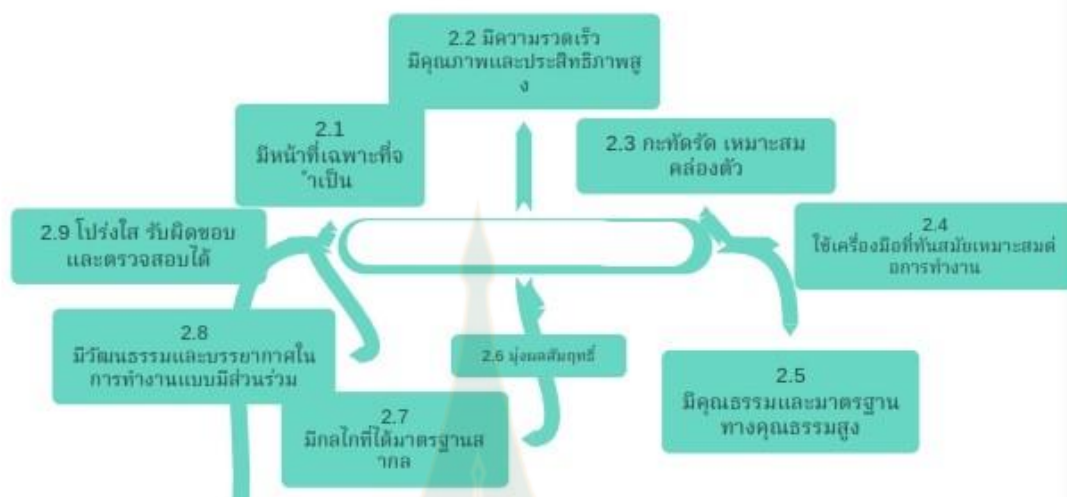 2.2 มีความรวดเร็ว
มีคุณภาพและประสิทธิภาพสู
ง
2.1
มีหน้าที่เฉพาะที่จ
ำเป็น
2.3 กะทัดรัด เหมาะสม
คล่องตัว
2.9 โปร่งใส รับผิดชอบ
และตรวจสอบได้
2.4
ใช้เครื่องมือที่ทันสมัยเหมาะสมต่
อการทำงาน
2.8
มีวัฒนธรรมและบรรยากาศใน
การทำงานแบบมีส่วนร่วม
2.6 มุ่งผลสัมฤทธิ์
2.5
มีคุณธรรมและมาตรฐาน
ทางคุณธรรมสูง
2.7
มีกลไกที่ได้มาตรฐานส
ากล